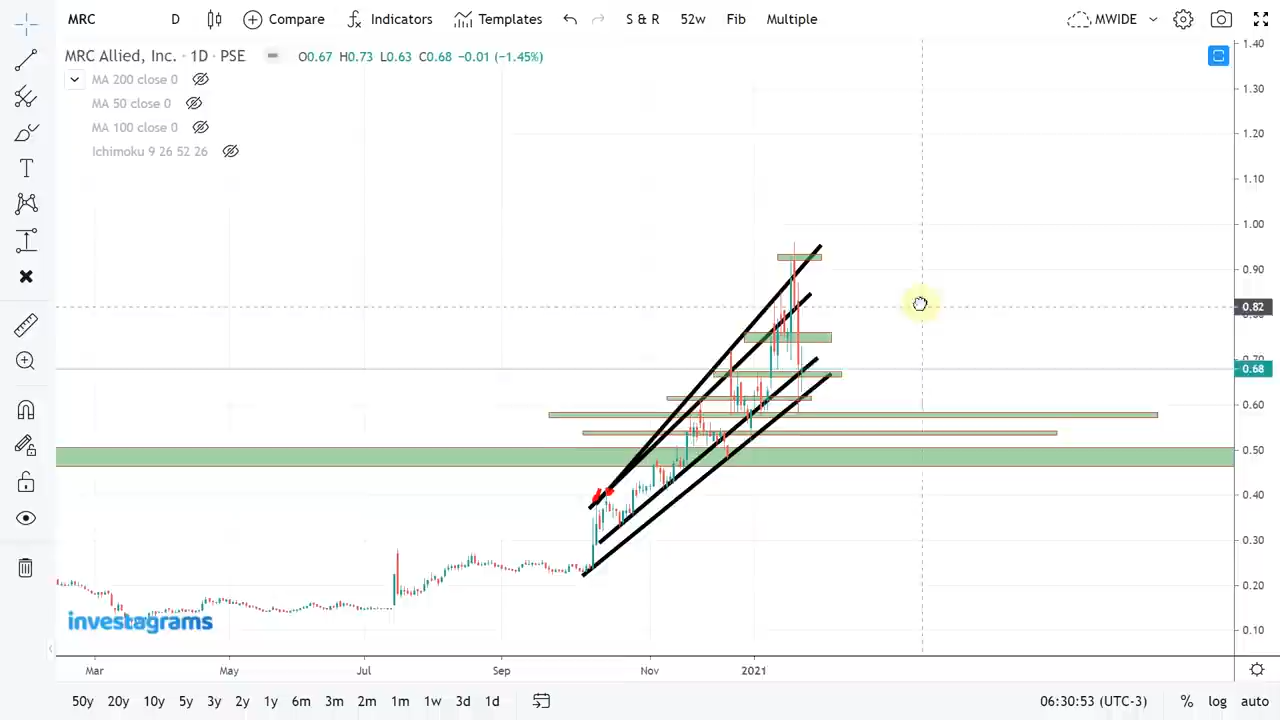 MRC D Compare Indicators Templates S & R 52w Fib Multiple MWIDE
MRC Allied, Inc. · 1D · PSE O0.67 H0.73 L0.63 C0.68 −0.01 (−1.45%)
MA 200 close 0
MA 50 close 0
MA 100 close 0
Ichimoku 9 26 52 26
1.40
1.30
1.20
1.10
1.00
0.90
0.82
0.80
0.70
0.68
0.60
0.50
0.40
0.30
0.20
0.10
investagrams
Mar May Jul Sep Nov 2021
50y 20y 10y 5y 3y 2y 1y 6m 3m 2m 1m 1w 3d 1d 06:30:53 (UTC-3) % log auto